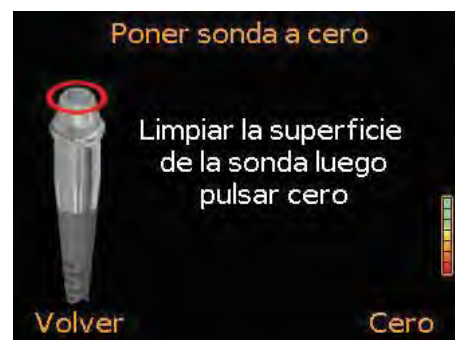 Poner sonda a cero
Limpiar la superficie
de la sonda luego
pulsar cero
Volver
Cero